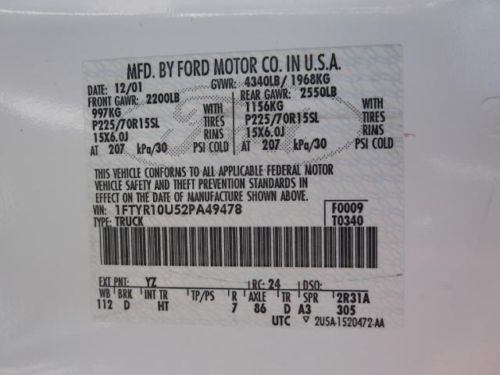 MFD. BY FORD MOTOR CO. IN U.S.A.
DATE: 12/01 GVWR: 4340LB/ 1968KG
FRONT GAWR: 2200LB REAR GAWR: 2550LB
997KG WITH 1156KG WITH
P225/70R15SL TIRES P225/70R15SL TIRES
15X6.0J RINS 15X6.0J RINS
AT 207 kPa/30 PSI COLD AT 207 kPa/30 PSI COLD
THIS VEHICLE CONFORMS TO ALL APPLICABLE FEDERAL MOTOR
VEHICLE SAFETY AND THEFT PREVENTION STANDARDS IN
EFFECT ON THE DATE OF MANUFACTURE SHOWN ABOVE.
VIN: 1FTYR10U52PA49478 F0009
TYPE: TRUCK T0340
EXT PNT: YZ RC: 24 DSO:
WB BRK INT TR TP/PS R AXLE TR SPR 2R31A
112 D HT 7 86 D A3 305
UTC ▽ 2U5A-1520472-AA